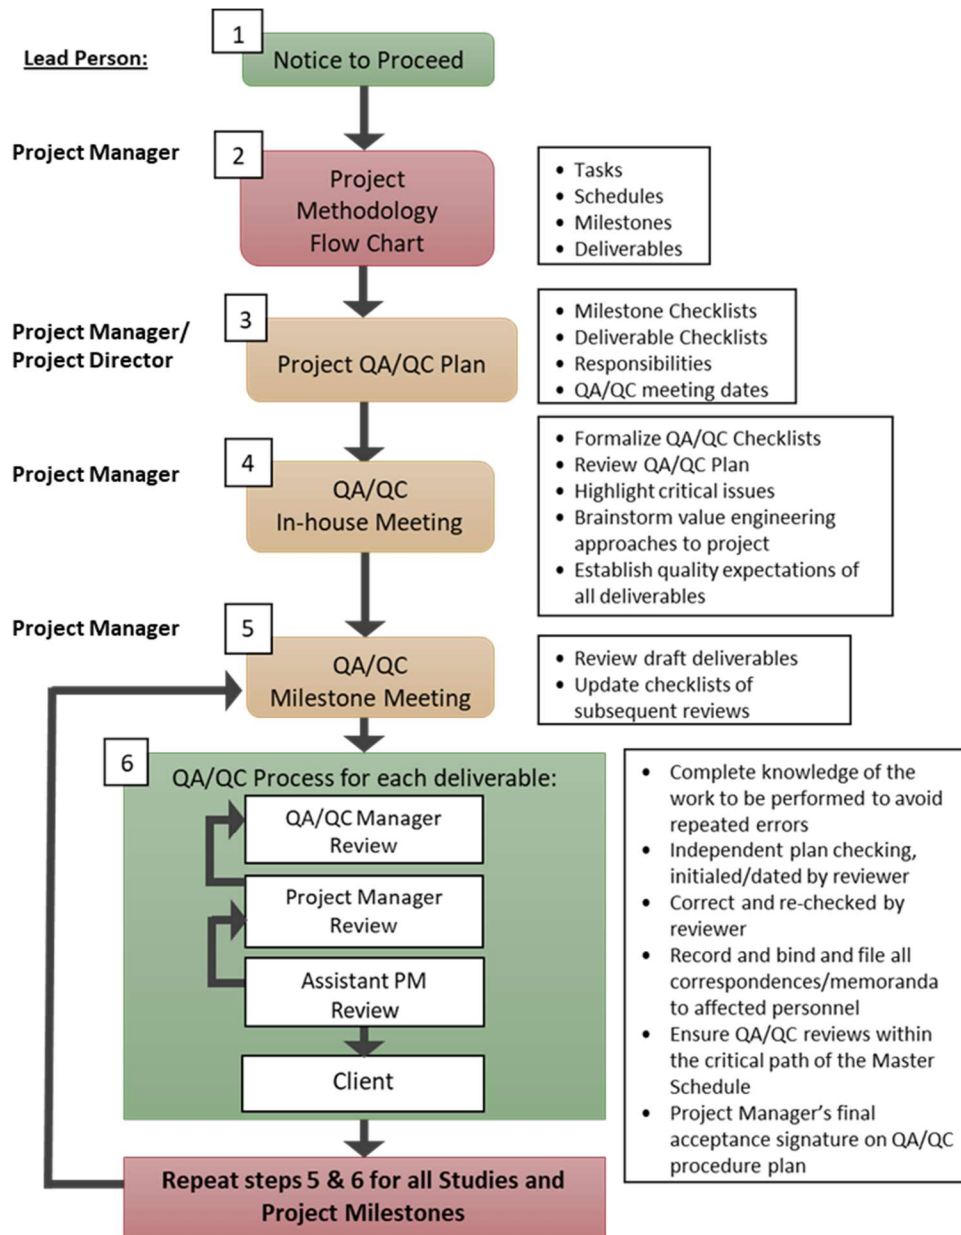 1
Lead Person:
Notice to Proceed
Project Manager
2
Project
Methodology
Flow Chart
• Tasks
• Schedules
• Milestones
• Deliverables
Project Manager/
Project Director
3
Project QA/QC Plan
• Milestone Checklists
• Deliverable Checklists
• Responsibilities
• QA/QC meeting dates
Project Manager
4
QA/QC
In-house Meeting
• Formalize QA/QC Checklists
• Review QA/QC Plan
• Highlight critical issues
• Brainstorm value engineering
approaches to project
• Establish quality expectations of
all deliverables
Project Manager
5
QA/QC
Milestone Meeting
• Review draft deliverables
• Update checklists of
subsequent reviews
6
QA/QC Process for each deliverable:
QA/QC Manager
Review
Project Manager
Review
Assistant PM
Review
Client
• Complete knowledge of the
work to be performed to avoid
repeated errors
• Independent plan checking,
initialed/dated by reviewer
• Correct and re-checked by
reviewer
• Record and bind and file all
correspondences/memoranda
to affected personnel
• Ensure QA/QC reviews within
the critical path of the Master
Schedule
• Project Manager’s final
acceptance signature on QA/QC
procedure plan
Repeat steps 5 & 6 for all Studies and
Project Milestones